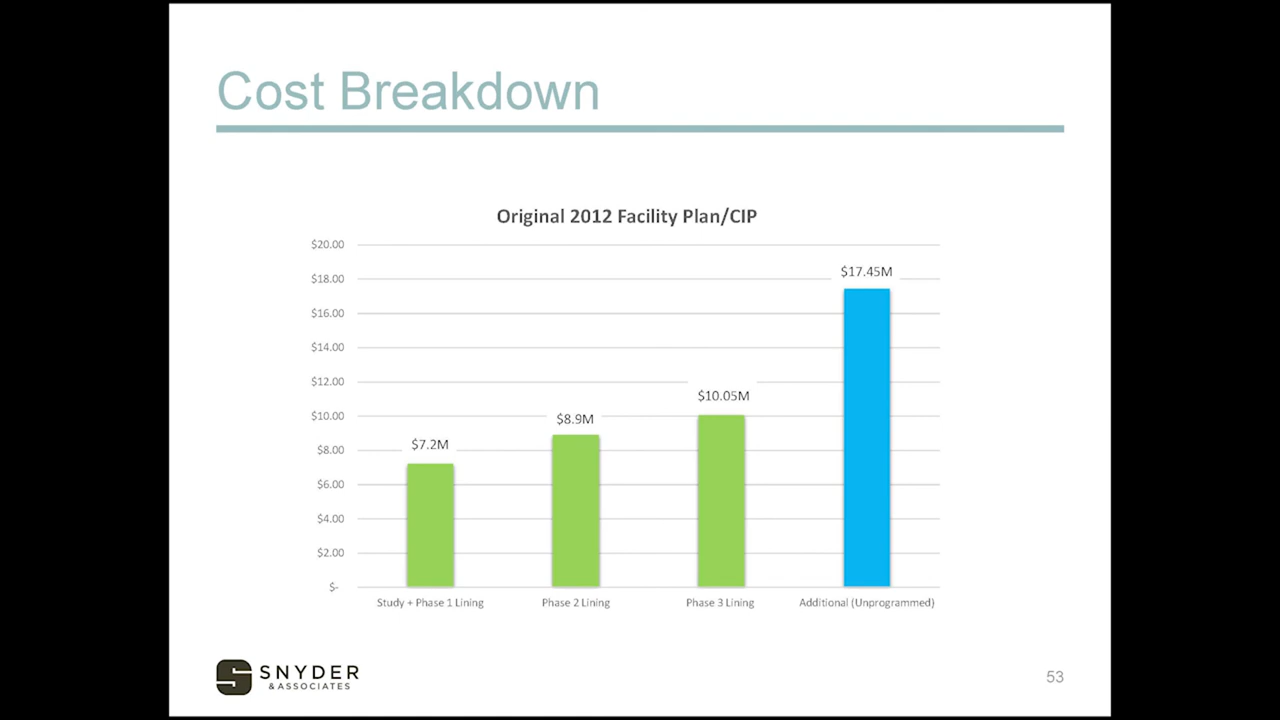 Cost Breakdown
Original 2012 Facility Plan/CIP
$20.00
$18.00
$16.00
$14.00
$12.00
$10.00
$8.00
$6.00
$4.00
$2.00
$-
$7.2M
$8.9M
$10.05M
$17.45M
Study + Phase 1 Lining
Phase 2 Lining
Phase 3 Lining
Additional (Unprogrammed)
SNYDER
& ASSOCIATES
53